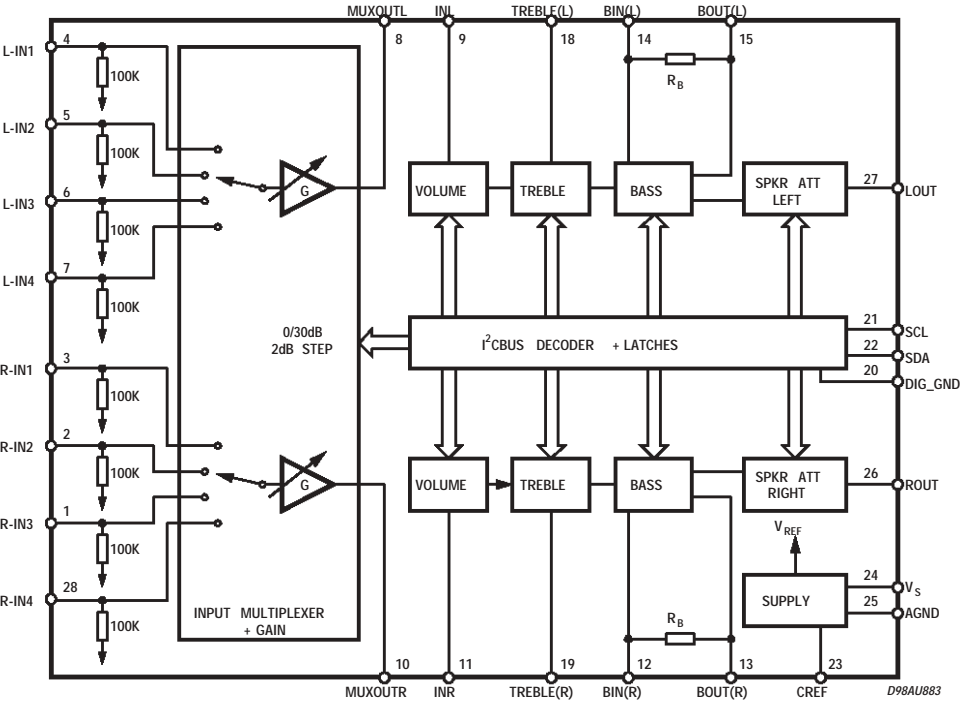 MUXOUTL INL TREBLE(L) BIN(L) BOUT(L)
8 9 18 14 15
L-IN1 4
100K
L-IN2 5
100K
L-IN3 6
100K
L-IN4 7
100K
G
R_B
VOLUME TREBLE BASS SPKR ATT LEFT
27 LOUT
0/30dB
2dB STEP
I²CBUS DECODER + LATCHES
21 SCL
22 SDA
20 DIG_GND
R-IN1 3
100K
R-IN2 2
100K
R-IN3 1
100K
R-IN4 28
100K
G
VOLUME TREBLE BASS SPKR ATT RIGHT
26 ROUT
V_REF
SUPPLY
24 V_S
25 AGND
INPUT MULTIPLEXER
+ GAIN
R_B
10 11 19 12 13 23
MUXOUTR INR TREBLE(R) BIN(R) BOUT(R) CREF
D98AU883